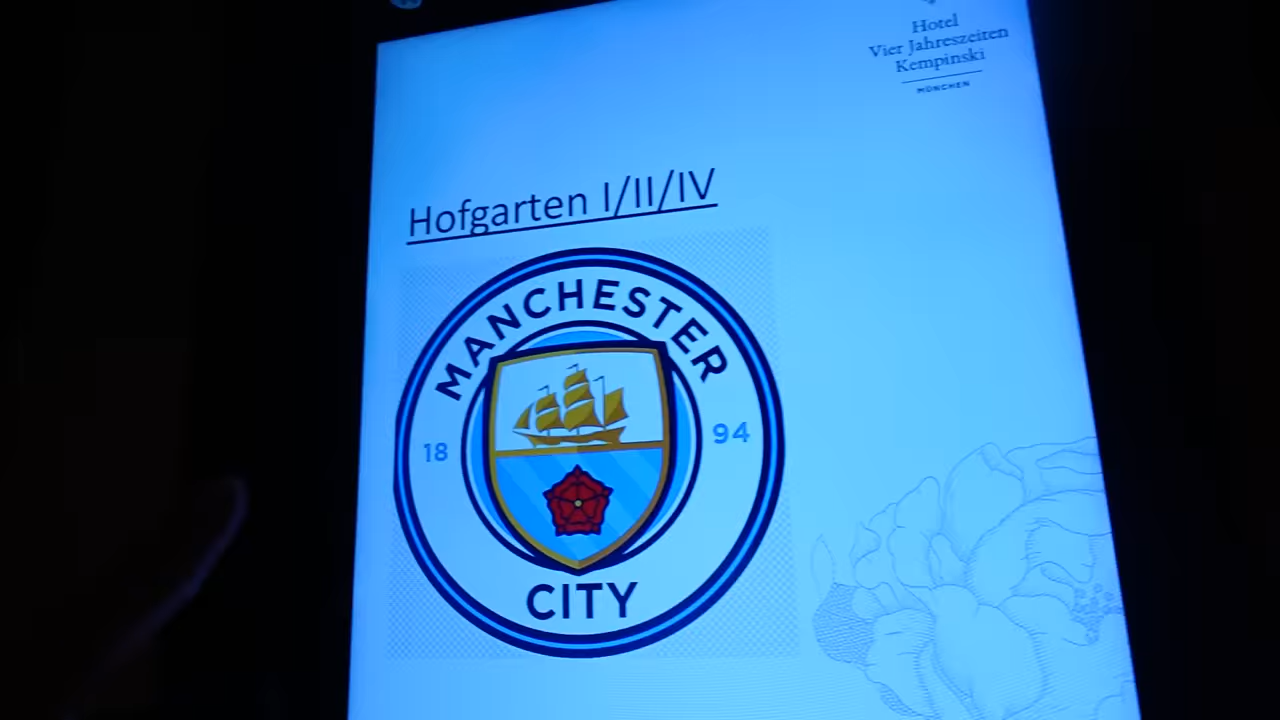 Hotel
Vier Jahreszeiten
Kempinski
MÜNCHEN
Hofgarten I/II/IV
MANCHESTER
18 94
CITY